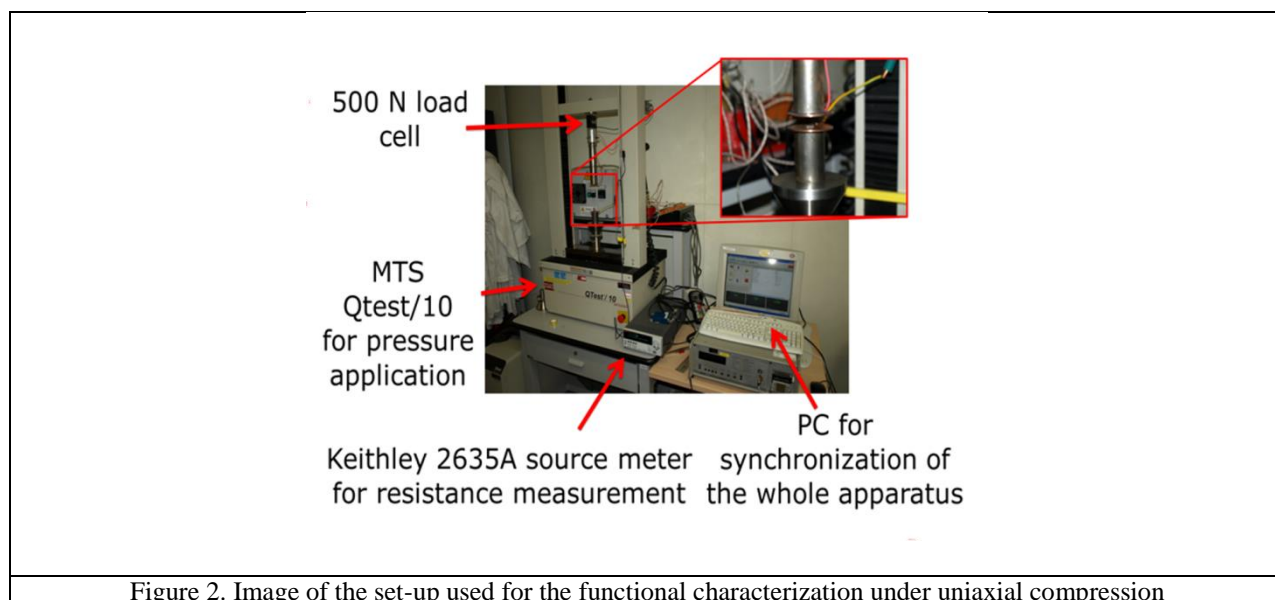 500 N load
cell
MTS
Qtest/10
for pressure
application
QTest / 10
Keithley 2635A source meter
for resistance measurement
PC for
synchronization of
the whole apparatus
Figure 2. Image of the set-up used for the functional characterization under uniaxial compression